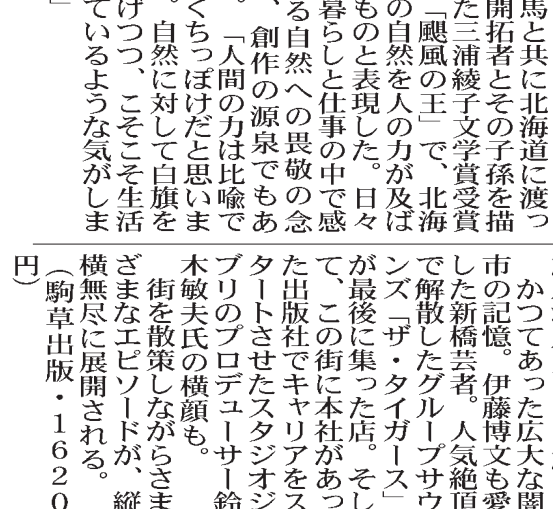 馬と共に北海道に渡っ
開拓者とその子孫を描
た三浦綾子文学賞受賞
「颶風の王」で、北海
の自然を人の力が及ば
ものと表現した。日々
暮らしと仕事の中で感
る自然への畏敬の念
、創作の源泉でもあ
。「人間の力は比喩で
くちっぽけだと思いま
。自然に対して白旗を
げつつ、こそこそ生活
ているような気がしま
」
かつてあった広大な闇
市の記憶。伊藤博文も愛
した新橋芸者。人気絶頂
で解散したグループサウ
ンズ「ザ・タイガース」
が最後に集った店。そし
て、この街に本社があっ
た出版社でキャリアをス
タートさせたスタジオジ
ブリのプロデューサー鈴
木敏夫氏の横顔も。
街を散策しながらさま
ざまなエピソードが、縦
横無尽に展開される。
（駒草出版・1620
円）